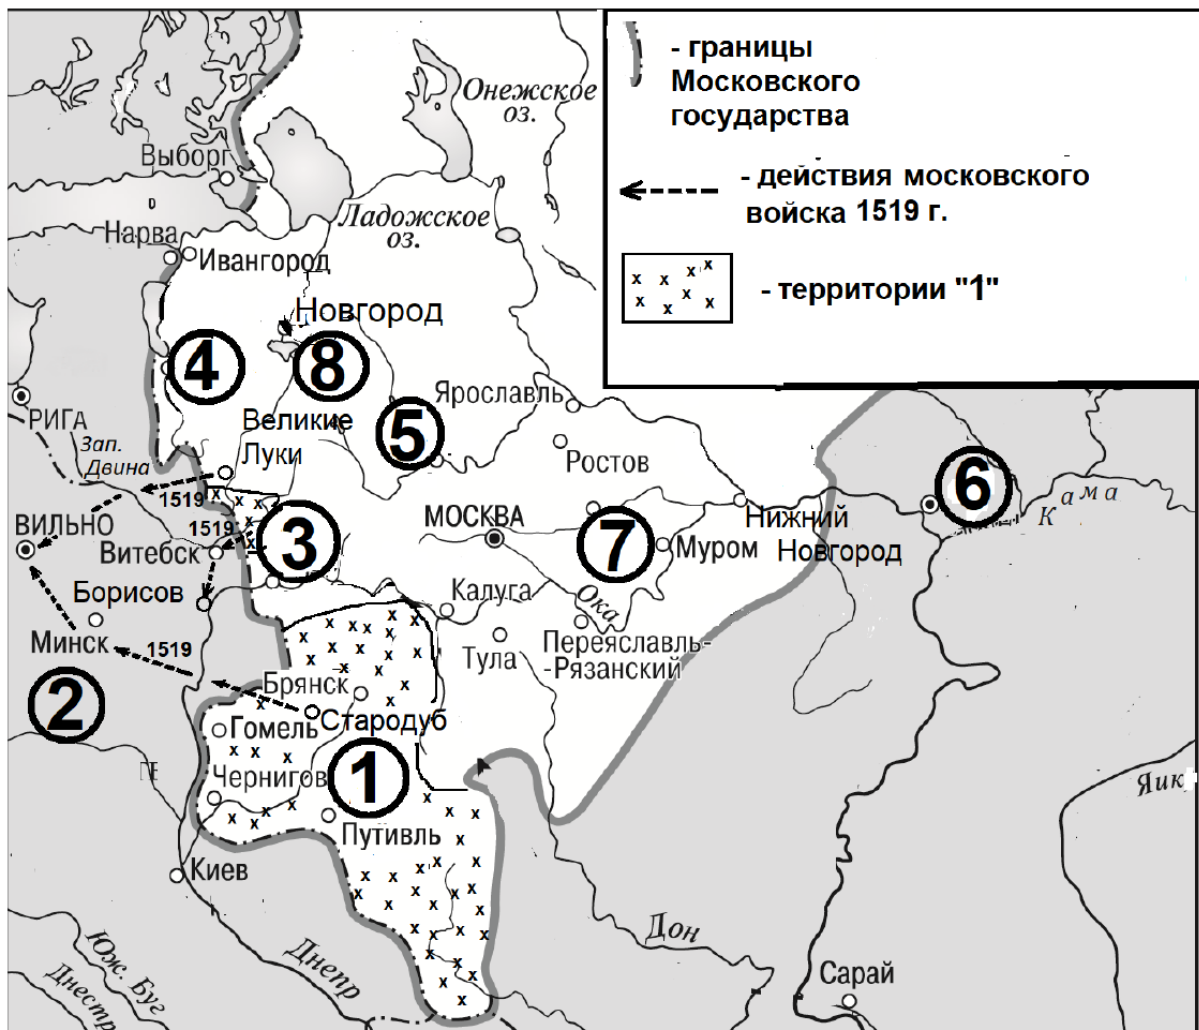 - границы
Московского
государства
- действия московского
войска 1519 г.
- территории "1"
Онежское
оз.
Выборг
Ладожское
оз.
Нарва
Ивангород
Новгород
4
8
Ярославль
РИГА
Великие
Луки
5
Зап.
Двина
Ростов
6
Кама
1519
ВИЛЬНО
1519
3
МОСКВА
7
Нижний
Новгород
Витебск
Муром
Борисов
Калуга
Ока
Минск
1519
Тула
Переяславль-
-Рязанский
2
Брянск
Гомель
Стародуб
Чернигов
1
Яик
Путивль
Киев
Дон
Юж. Буг
Днепр
Сарай
Днестр